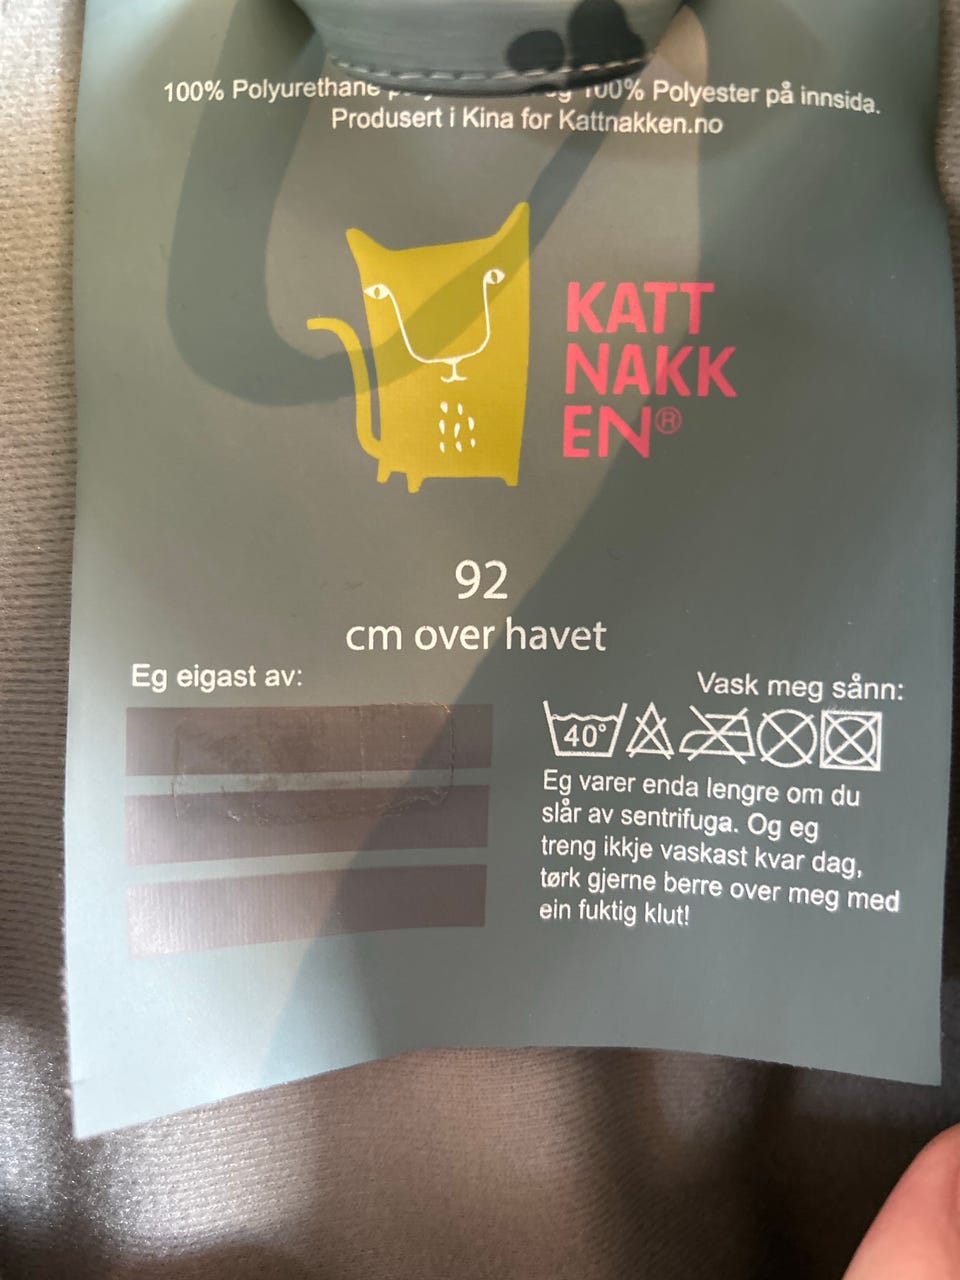 100% Polyurethane 100% Polyester på innsida.
Produsert i Kina for Kattnakken.no
KATT
NAKK
EN®
92
cm over havet
Eg eigast av:
Vask meg sånn:
40°
Eg varer enda lengre om du
slår av sentrifuga. Og eg
treng ikkje vaskast kvar dag,
tørk gjerne berre over meg med
ein fuktig klut!